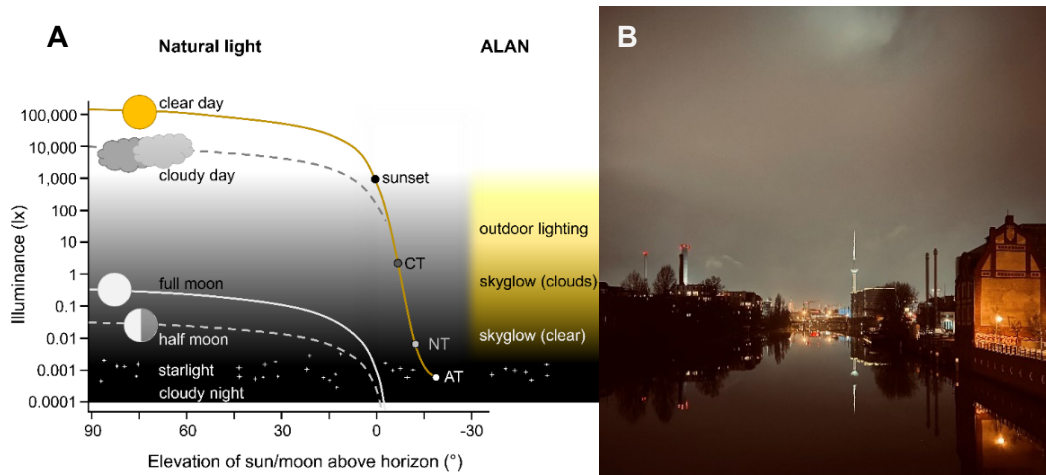 A
Natural light
ALAN
B
clear day
100,000
10,000
cloudy day
1,000
sunset
100
outdoor lighting
10
CT
1
full moon
skyglow (clouds)
0.1
half moon
NT
skyglow (clear)
0.01
starlight
AT
0.001
cloudy night
0.0001
Illuminance (lx)
90
60
30
0
-30
Elevation of sun/moon above horizon (°)